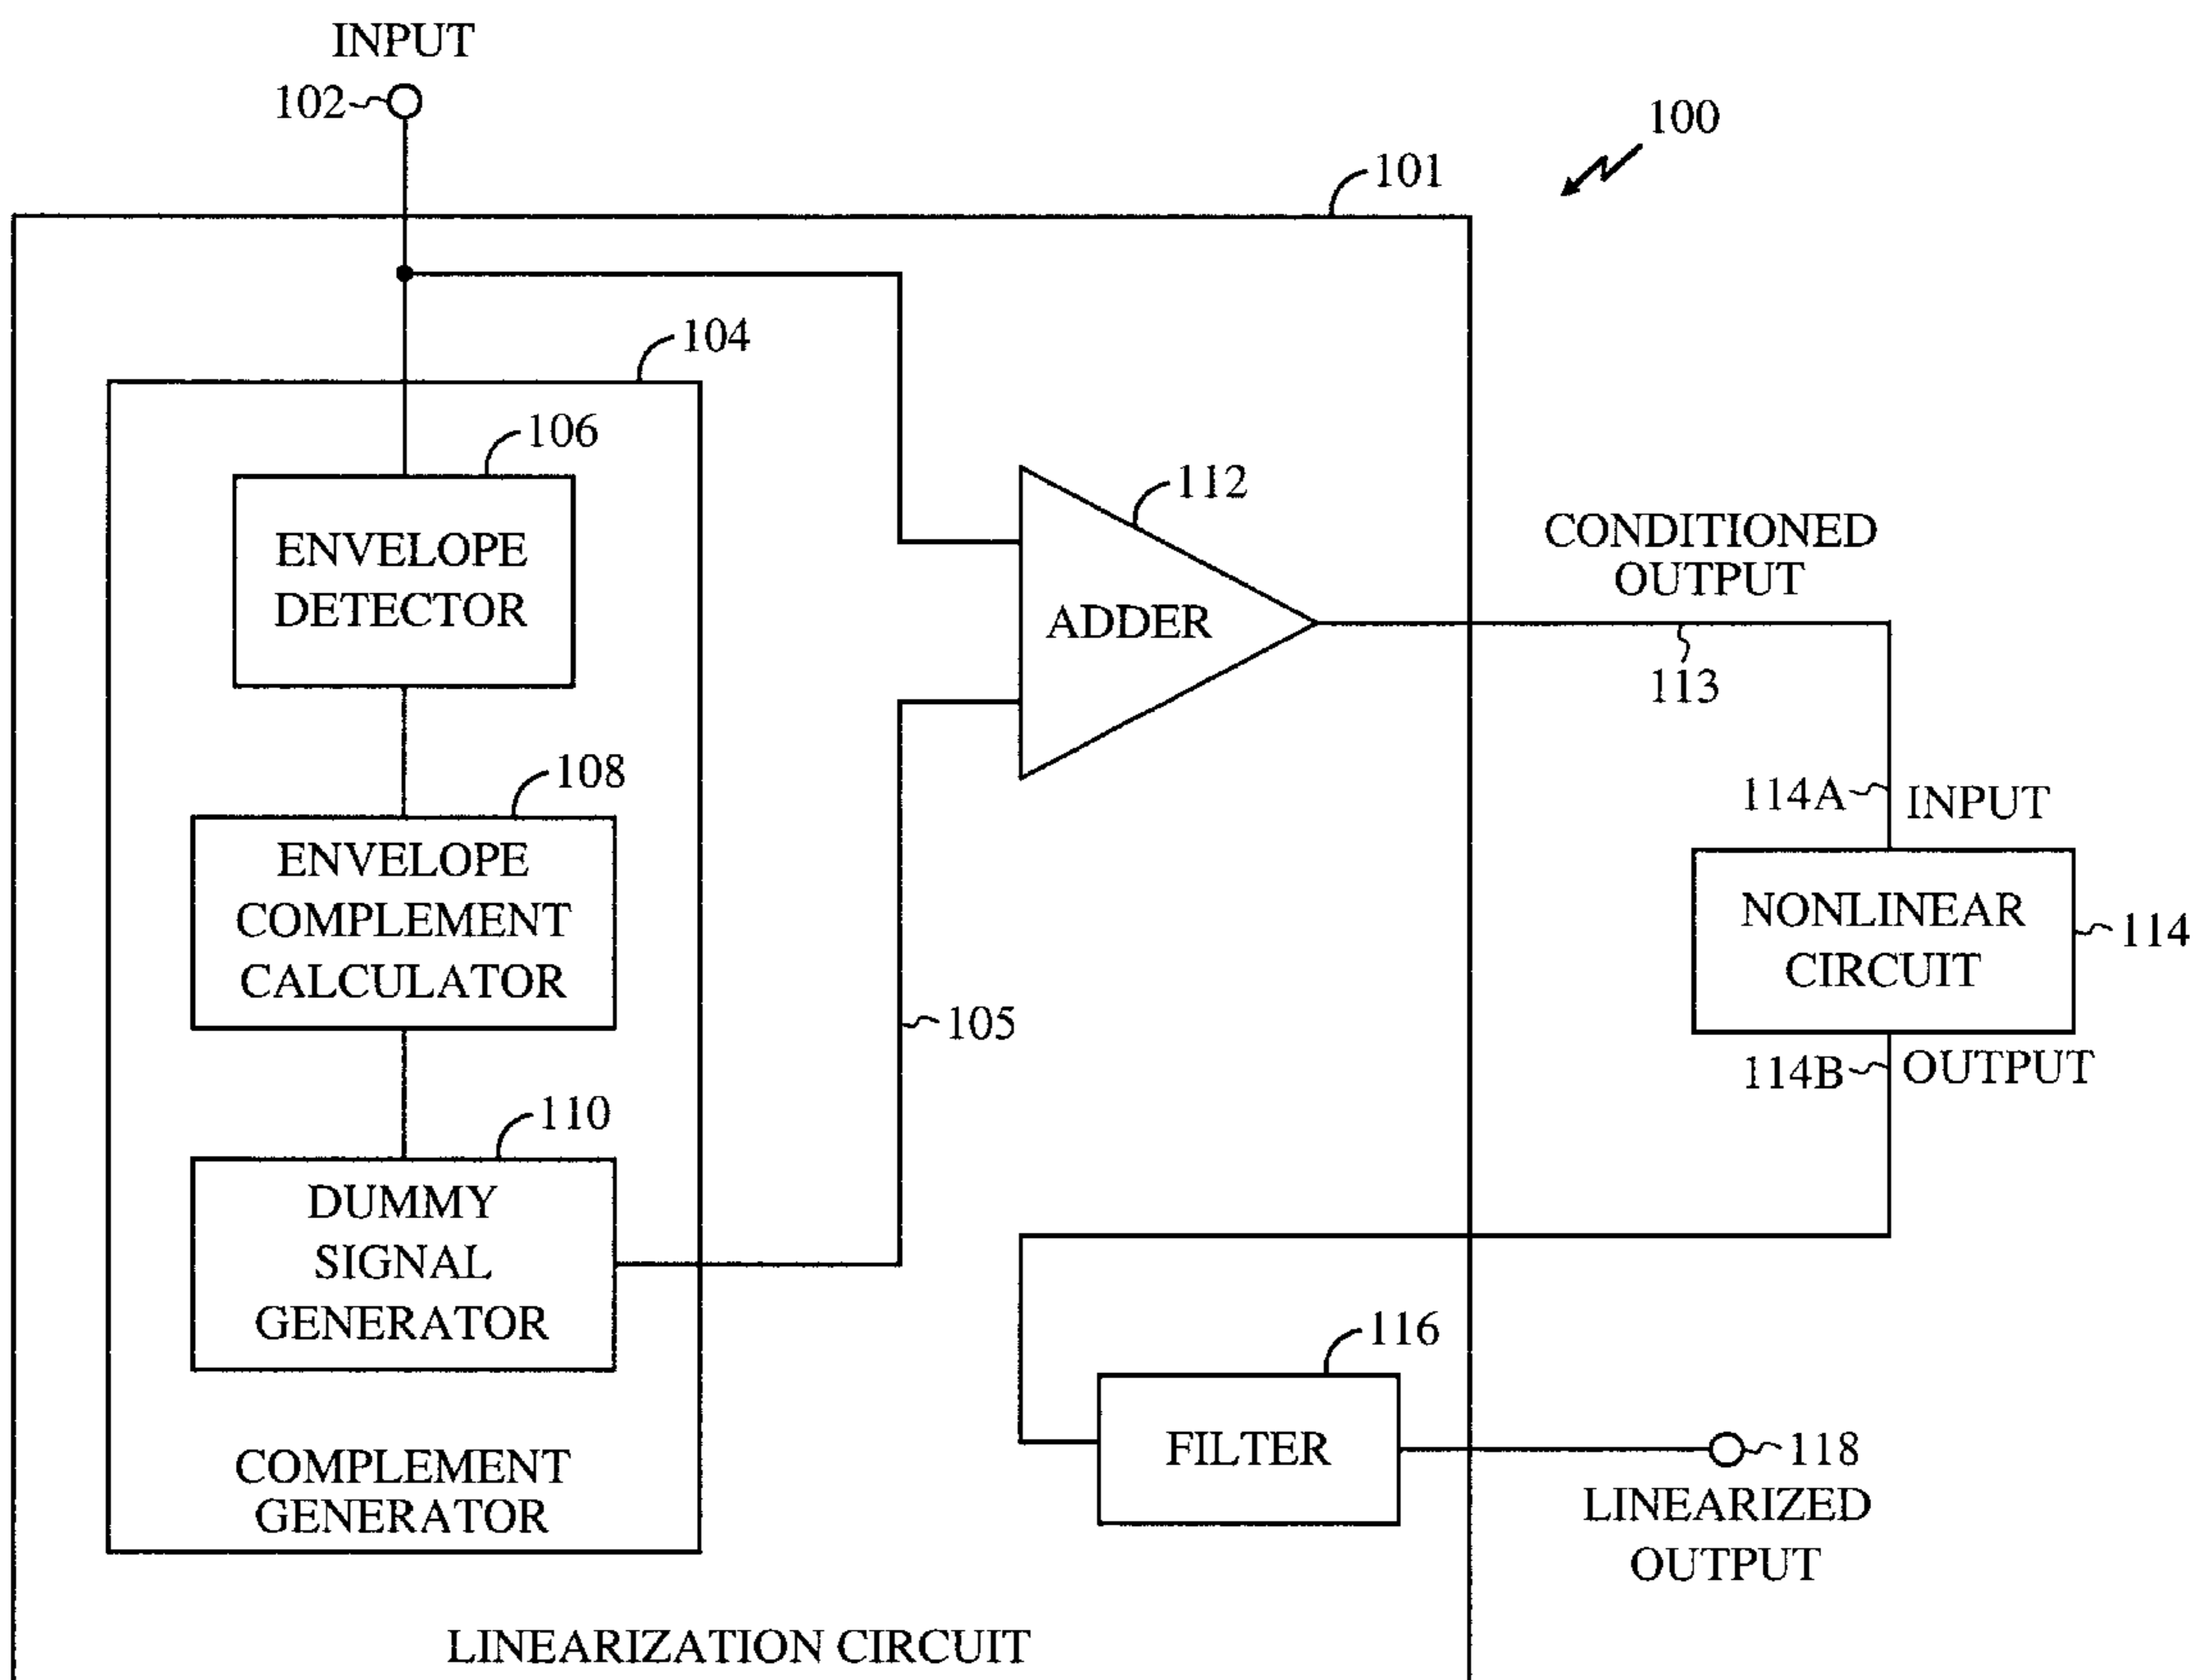 INPUT
102
100
101
104
106
ENVELOPE
DETECTOR
112
ADDER
CONDITIONED
OUTPUT
113
108
ENVELOPE
COMPLEMENT
CALCULATOR
114A
INPUT
NONLINEAR
CIRCUIT
114
105
114B
OUTPUT
110
DUMMY
SIGNAL
GENERATOR
116
FILTER
118
LINEARIZED
OUTPUT
COMPLEMENT
GENERATOR
LINEARIZATION CIRCUIT